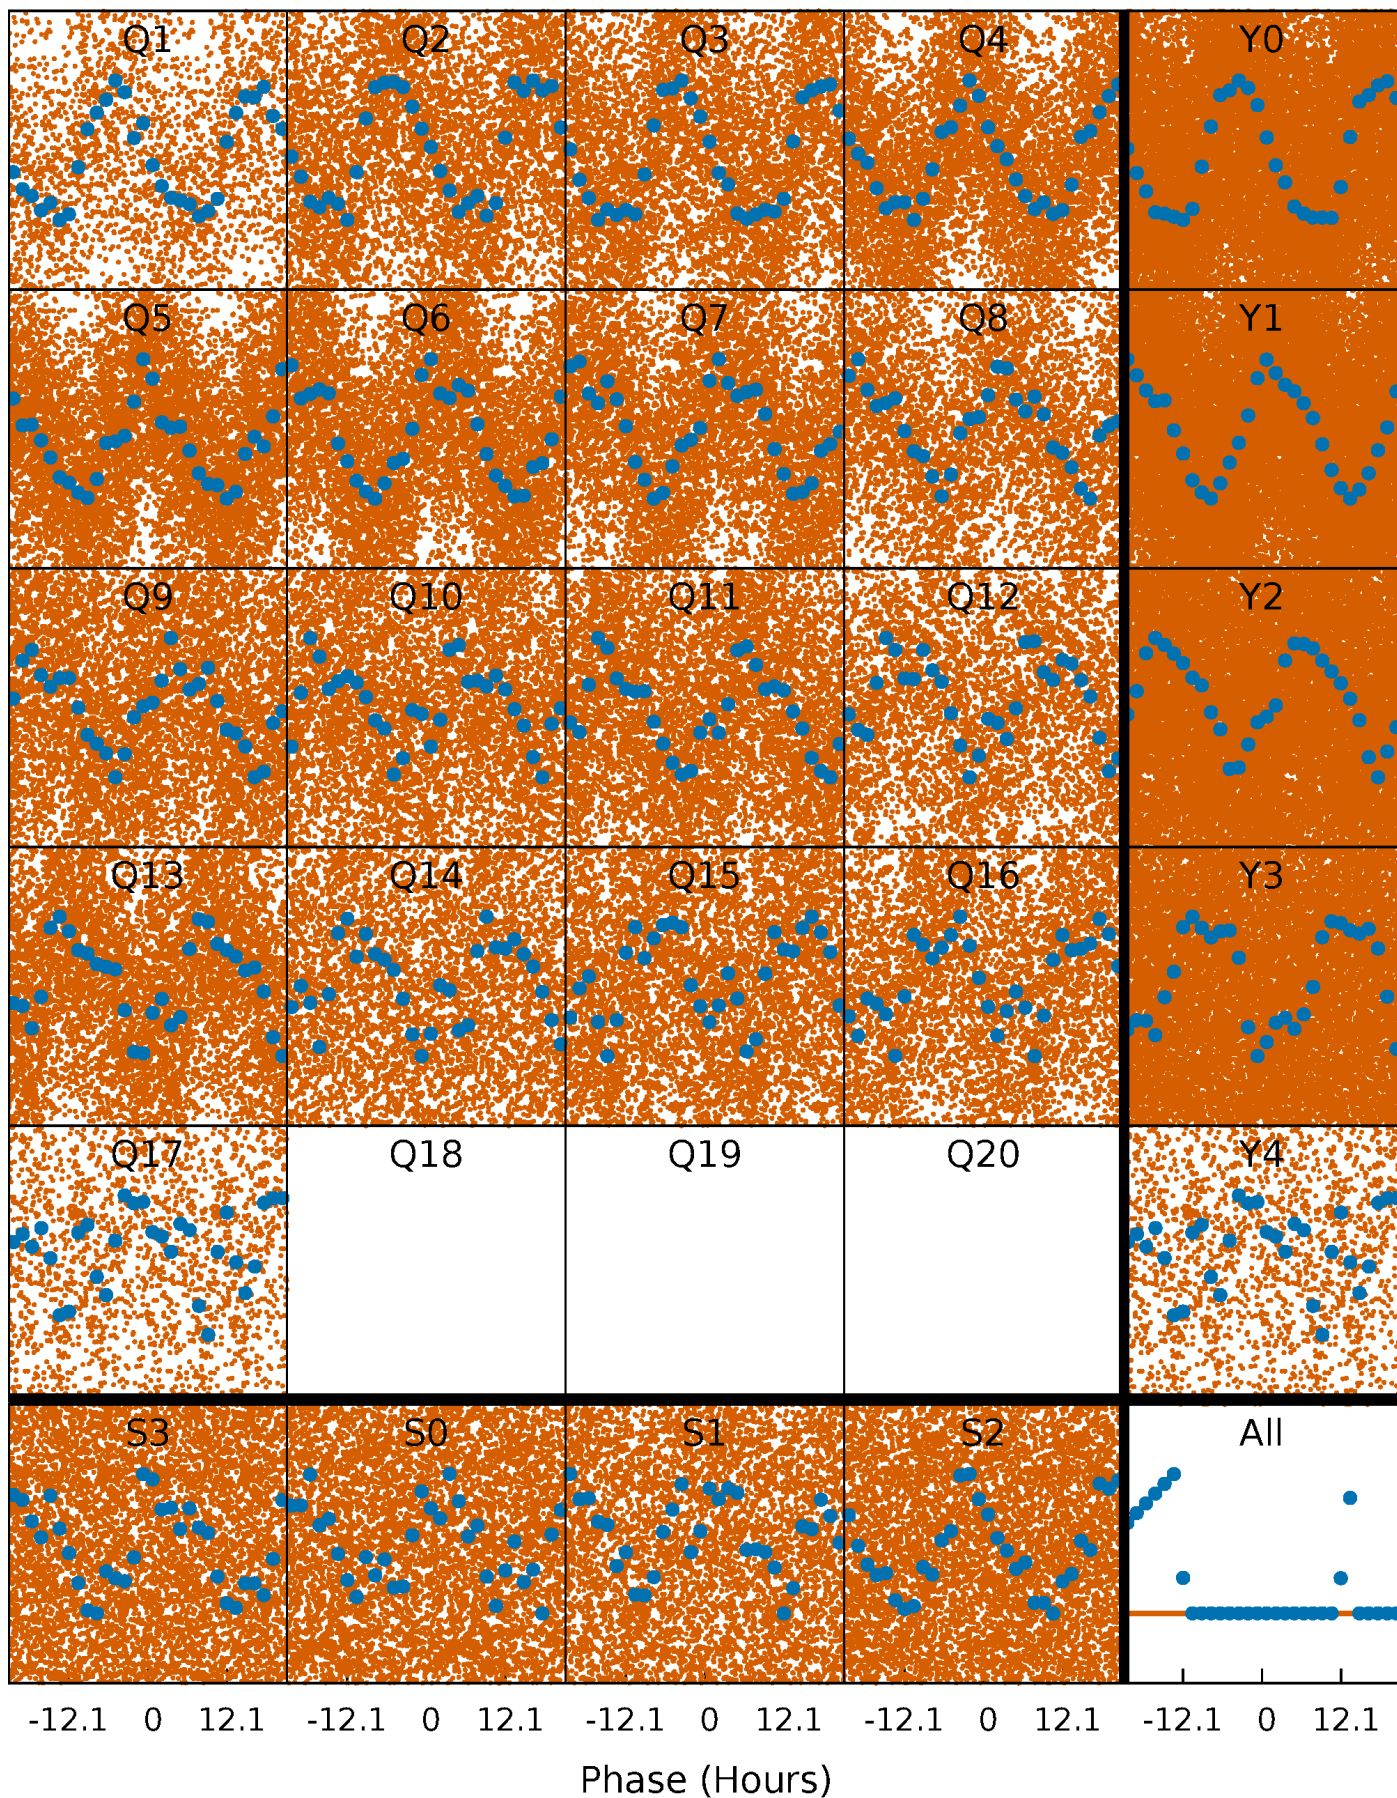 Q1 Q2 Q3 Q4 Y0
Q5 Q6 Q7 Q8 Y1
Q9 Q10 Q11 Q12 Y2
Q13 Q14 Q15 Q16 Y3
Q17 Q18 Q19 Q20 Y4
S3 S0 S1 S2 All
-12.1 0 12.1 -12.1 0 12.1 -12.1 0 12.1 -12.1 0 12.1 -12.1 0 12.1
Phase (Hours)